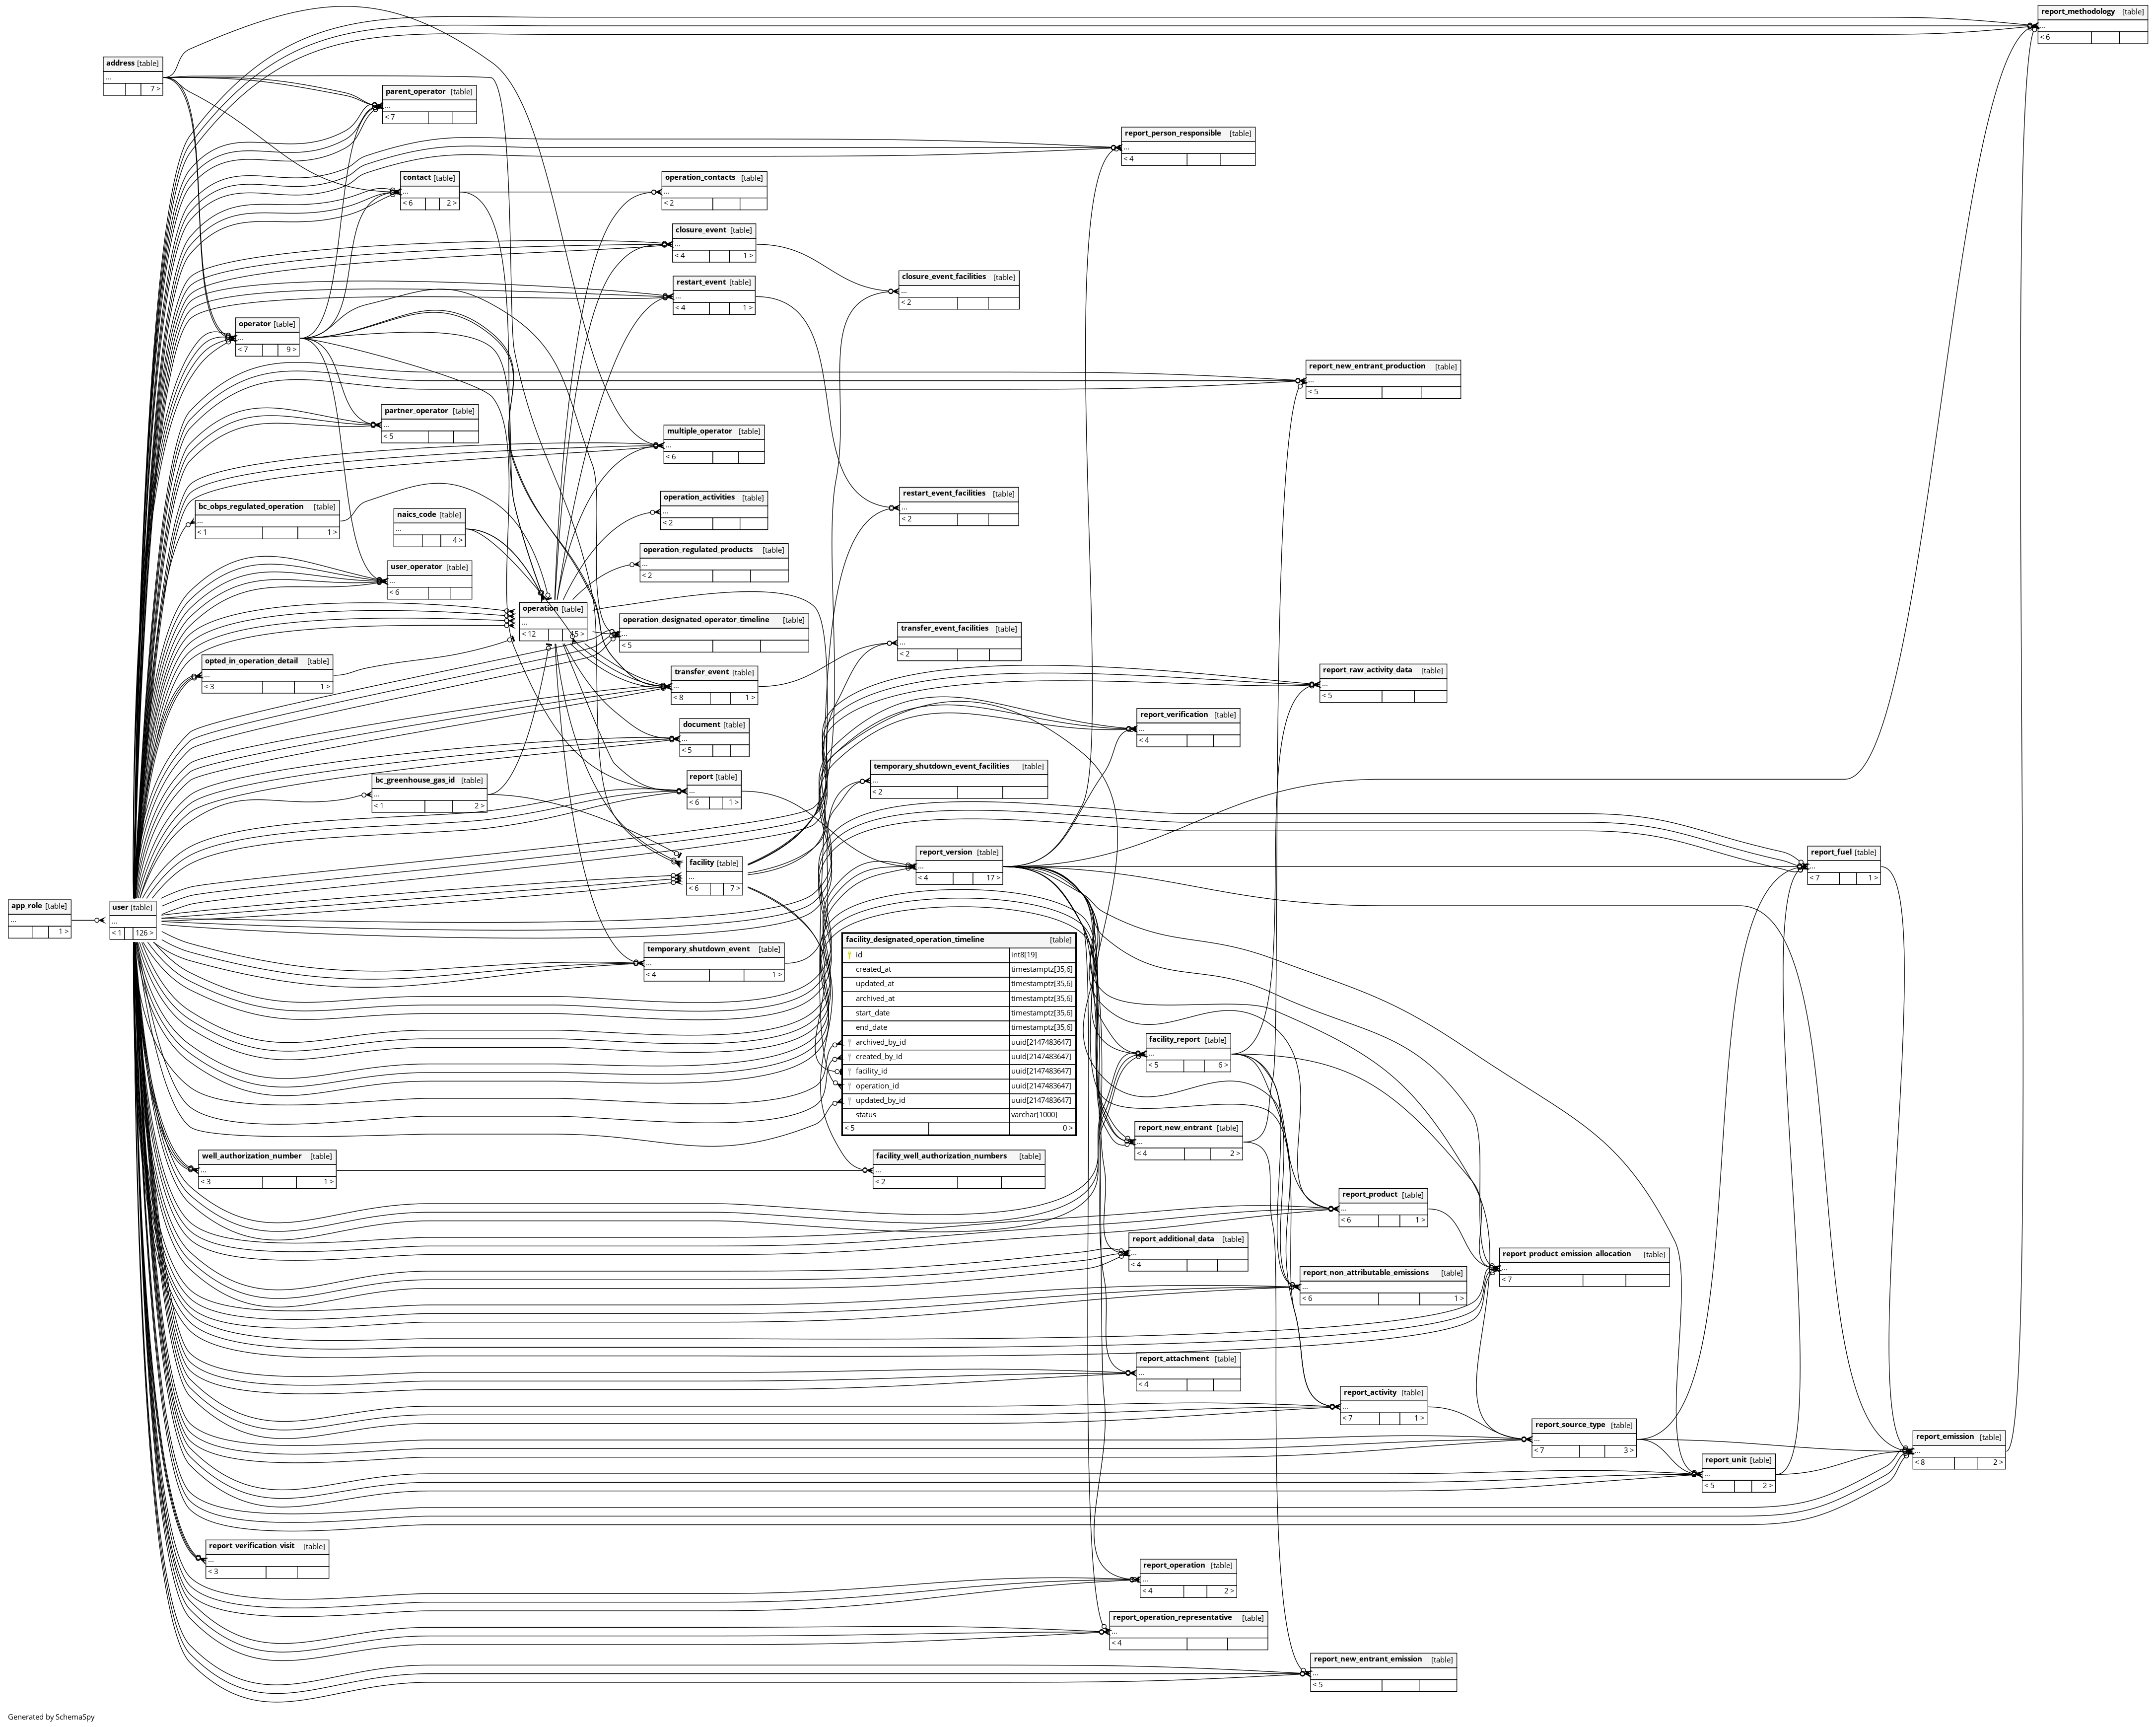 report_methodology [table]
...
< 6
address [table]
...
7 >
parent_operator [table]
...
< 7
report_person_responsible [table]
...
< 4
contact [table]
...
< 6 2 >
operation_contacts [table]
...
< 2
closure_event [table]
...
< 4 1 >
closure_event_facilities [table]
...
< 2
restart_event [table]
...
< 4 1 >
operator [table]
...
< 7 9 >
report_new_entrant_production [table]
...
< 5
partner_operator [table]
...
< 5
multiple_operator [table]
...
< 6
restart_event_facilities [table]
...
< 2
operation_activities [table]
...
< 2
bc_obps_regulated_operation [table]
...
< 1 1 >
naics_code [table]
...
4 >
operation_regulated_products [table]
...
< 2
user_operator [table]
...
< 6
operation [table]
...
< 12 45 >
operation_designated_operator_timeline [table]
...
< 5
transfer_event_facilities [table]
...
< 2
opted_in_operation_detail [table]
...
< 3 1 >
transfer_event [table]
...
< 8 1 >
report_raw_activity_data [table]
...
< 5
report_verification [table]
...
< 4
document [table]
...
< 5
temporary_shutdown_event_facilities [table]
...
< 2
bc_greenhouse_gas_id [table]
...
< 1 2 >
report [table]
...
< 6 1 >
report_version [table]
...
< 4 17 >
report_fuel [table]
...
< 7 1 >
facility [table]
...
< 6 7 >
app_role [table]
...
1 >
user [table]
...
< 1 126 >
temporary_shutdown_event [table]
...
< 4 1 >
facility_designated_operation_timeline [table]
id int8[19]
created_at timestamptz[35,6]
updated_at timestamptz[35,6]
archived_at timestamptz[35,6]
start_date timestamptz[35,6]
end_date timestamptz[35,6]
archived_by_id uuid[2147483647]
created_by_id uuid[2147483647]
facility_id uuid[2147483647]
operation_id uuid[2147483647]
updated_by_id uuid[2147483647]
status varchar[1000]
< 5 0 >
facility_report [table]
...
< 5 6 >
report_new_entrant [table]
...
< 4 2 >
well_authorization_number [table]
...
< 3 1 >
facility_well_authorization_numbers [table]
...
< 2
report_product [table]
...
< 6 1 >
report_additional_data [table]
...
< 4
report_product_emission_allocation [table]
...
< 7
report_non_attributable_emissions [table]
...
< 6 1 >
report_attachment [table]
...
< 4
report_activity [table]
...
< 7 1 >
report_source_type [table]
...
< 7 3 >
report_emission [table]
...
< 8 2 >
report_unit [table]
...
< 5 2 >
report_verification_visit [table]
...
< 3
report_operation [table]
...
< 4 2 >
report_operation_representative [table]
...
< 4
report_new_entrant_emission [table]
...
< 5
Generated by SchemaSpy